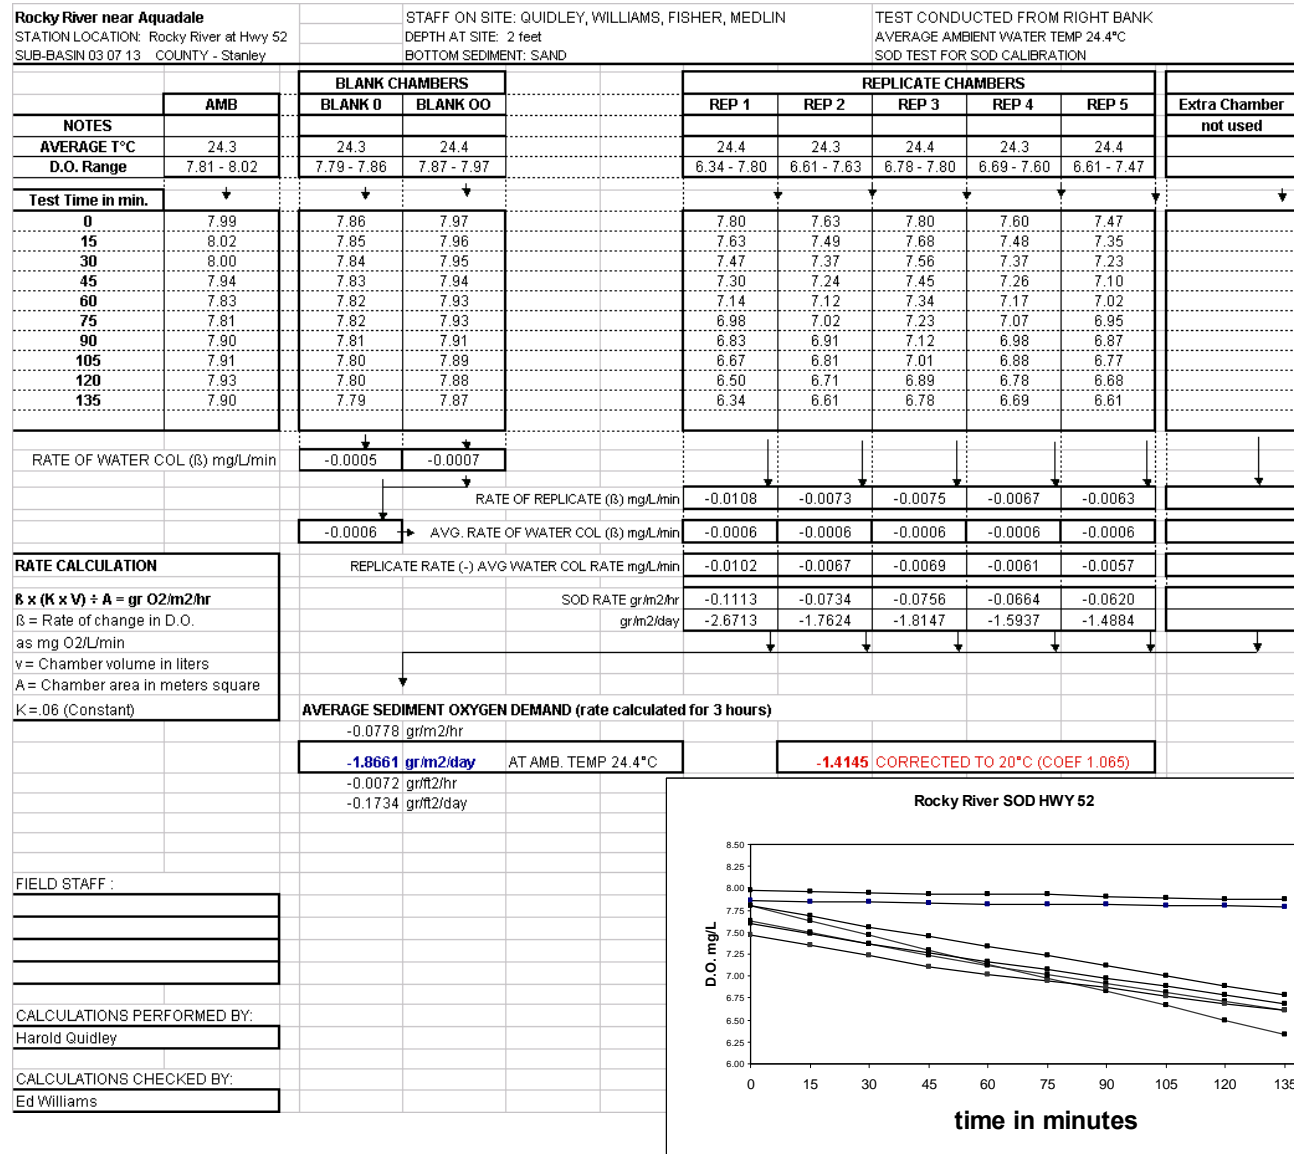 Rocky River near Aquadale STAFF ON SITE: QUIDLEY, WILLIAMS, FISHER, MEDLIN TEST CONDUCTED FROM RIGHT BANK
STATION LOCATION: Rocky River at Hwy 52 DEPTH AT SITE: 2 feet AVERAGE AMBIENT WATER TEMP 24.4°C
SUB-BASIN 03 07 13 COUNTY - Stanley BOTTOM SEDIMENT: SAND SOD TEST FOR SOD CALIBRATION
BLANK CHAMBERS REPLICATE CHAMBERS
AMB BLANK 0 BLANK OO REP 1 REP 2 REP 3 REP 4 REP 5 Extra Chamber
NOTES not used
AVERAGE T°C 24.3 24.3 24.4 24.4 24.3 24.4 24.3 24.4
D.O. Range 7.81 - 8.02 7.79 - 7.86 7.87 - 7.97 6.34 - 7.80 6.61 - 7.63 6.78 - 7.80 6.69 - 7.60 6.61 - 7.47
Test Time in min.
0 7.99 7.86 7.97 7.80 7.63 7.80 7.60 7.47
15 8.02 7.85 7.96 7.63 7.49 7.68 7.48 7.35
30 8.00 7.84 7.95 7.47 7.37 7.56 7.37 7.23
45 7.94 7.83 7.94 7.30 7.24 7.45 7.26 7.10
60 7.83 7.82 7.93 7.14 7.12 7.34 7.17 7.02
75 7.81 7.82 7.93 6.98 7.02 7.23 7.07 6.95
90 7.90 7.81 7.91 6.83 6.91 7.12 6.98 6.87
105 7.91 7.80 7.89 6.67 6.81 7.01 6.88 6.77
120 7.93 7.80 7.88 6.50 6.71 6.89 6.78 6.68
135 7.90 7.79 7.87 6.34 6.61 6.78 6.69 6.61
RATE OF WATER COL (ß) mg/L/min -0.0005 -0.0007
RATE OF REPLICATE (ß) mg/L/min -0.0108 -0.0073 -0.0075 -0.0067 -0.0063
-0.0006 AVG. RATE OF WATER COL (ß) mg/L/min -0.0006 -0.0006 -0.0006 -0.0006 -0.0006
RATE CALCULATION REPLICATE RATE (-) AVG WATER COL RATE mg/L/min -0.0102 -0.0067 -0.0069 -0.0061 -0.0057
ß x (K x V) ÷ A = gr O2/m2/hr SOD RATE gr/m2/hr -0.1113 -0.0734 -0.0756 -0.0664 -0.0620
ß = Rate of change in D.O. gr/m2/day -2.6713 -1.7624 -1.8147 -1.5937 -1.4884
as mg O2/L/min
v = Chamber volume in liters
A = Chamber area in meters square
K =.06 (Constant) AVERAGE SEDIMENT OXYGEN DEMAND (rate calculated for 3 hours)
-0.0778 gr/m2/hr
-1.8661 gr/m2/day AT AMB. TEMP 24.4°C -1.4145 CORRECTED TO 20°C (COEF 1.065)
-0.0072 gr/ft2/hr
-0.1734 gr/ft2/day
Rocky River SOD HWY 52
8.50
8.25
8.00
7.75
7.50
7.25
7.00
6.75
6.50
6.25
6.00
D.O. mg/L
0 15 30 45 60 75 90 105 120 135
time in minutes
FIELD STAFF :
CALCULATIONS PERFORMED BY:
Harold Quidley
CALCULATIONS CHECKED BY:
Ed Williams